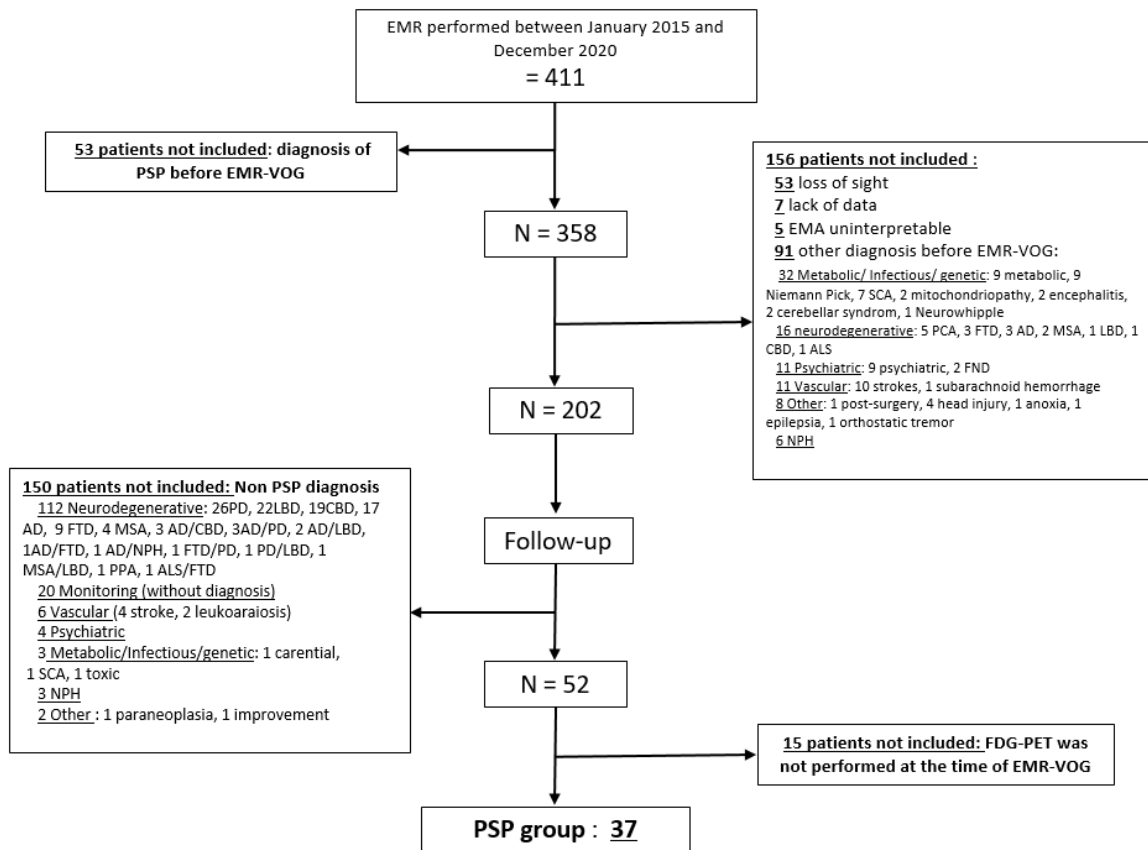 EMR performed between January 2015 and
December 2020
= 411
53 patients not included: diagnosis of
PSP before EMR-VOG
N = 358
156 patients not included :
53 loss of sight
7 lack of data
5 EMA uninterpretable
91 other diagnosis before EMR-VOG:
32 Metabolic/ Infectious/ genetic: 9 metabolic, 9
Niemann Pick, 7 SCA, 2 mitochondriopathy, 2 encephalitis,
2 cerebellar syndrom, 1 Neurowhipple
16 neurodegenerative: 5 PCA, 3 FTD, 3 AD, 2 MSA, 1 LBD, 1
CBD, 1 ALS
11 Psychiatric: 9 psychiatric, 2 FND
11 Vascular: 10 strokes, 1 subarachnoid hemorrhage
8 Other: 1 post-surgery, 4 head injury, 1 anoxia, 1
epilepsia, 1 orthostatic tremor
6 NPH
N = 202
Follow-up
150 patients not included: Non PSP diagnosis
112 Neurodegenerative: 26PD, 22LBD, 19CBD, 17
AD, 9 FTD, 4 MSA, 3 AD/CBD, 3AD/PD, 2 AD/LBD,
1AD/FTD, 1 AD/NPH, 1 FTD/PD, 1 PD/LBD, 1
MSA/LBD, 1 PPA, 1 ALS/FTD
20 Monitoring (without diagnosis)
6 Vascular (4 stroke, 2 leukoaraiosis)
4 Psychiatric
3 Metabolic/Infectious/genetic: 1 carential,
1 SCA, 1 toxic
3 NPH
2 Other : 1 paraneoplasia, 1 improvement
N = 52
15 patients not included: FDG-PET was
not performed at the time of EMR-VOG
PSP group : 37